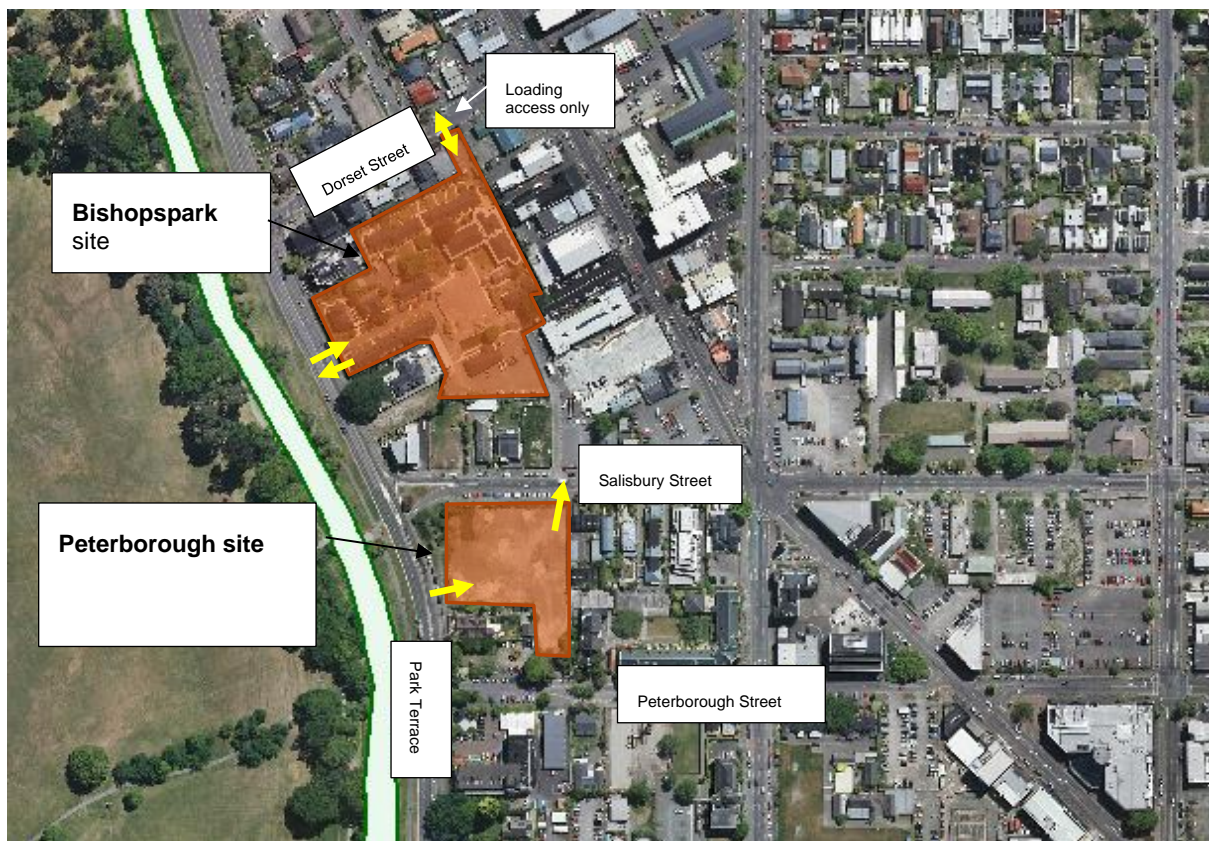 Loading
access only
Dorset Street
Bishopspark
site
Salisbury Street
Peterborough site
Park Terrace
Peterborough Street